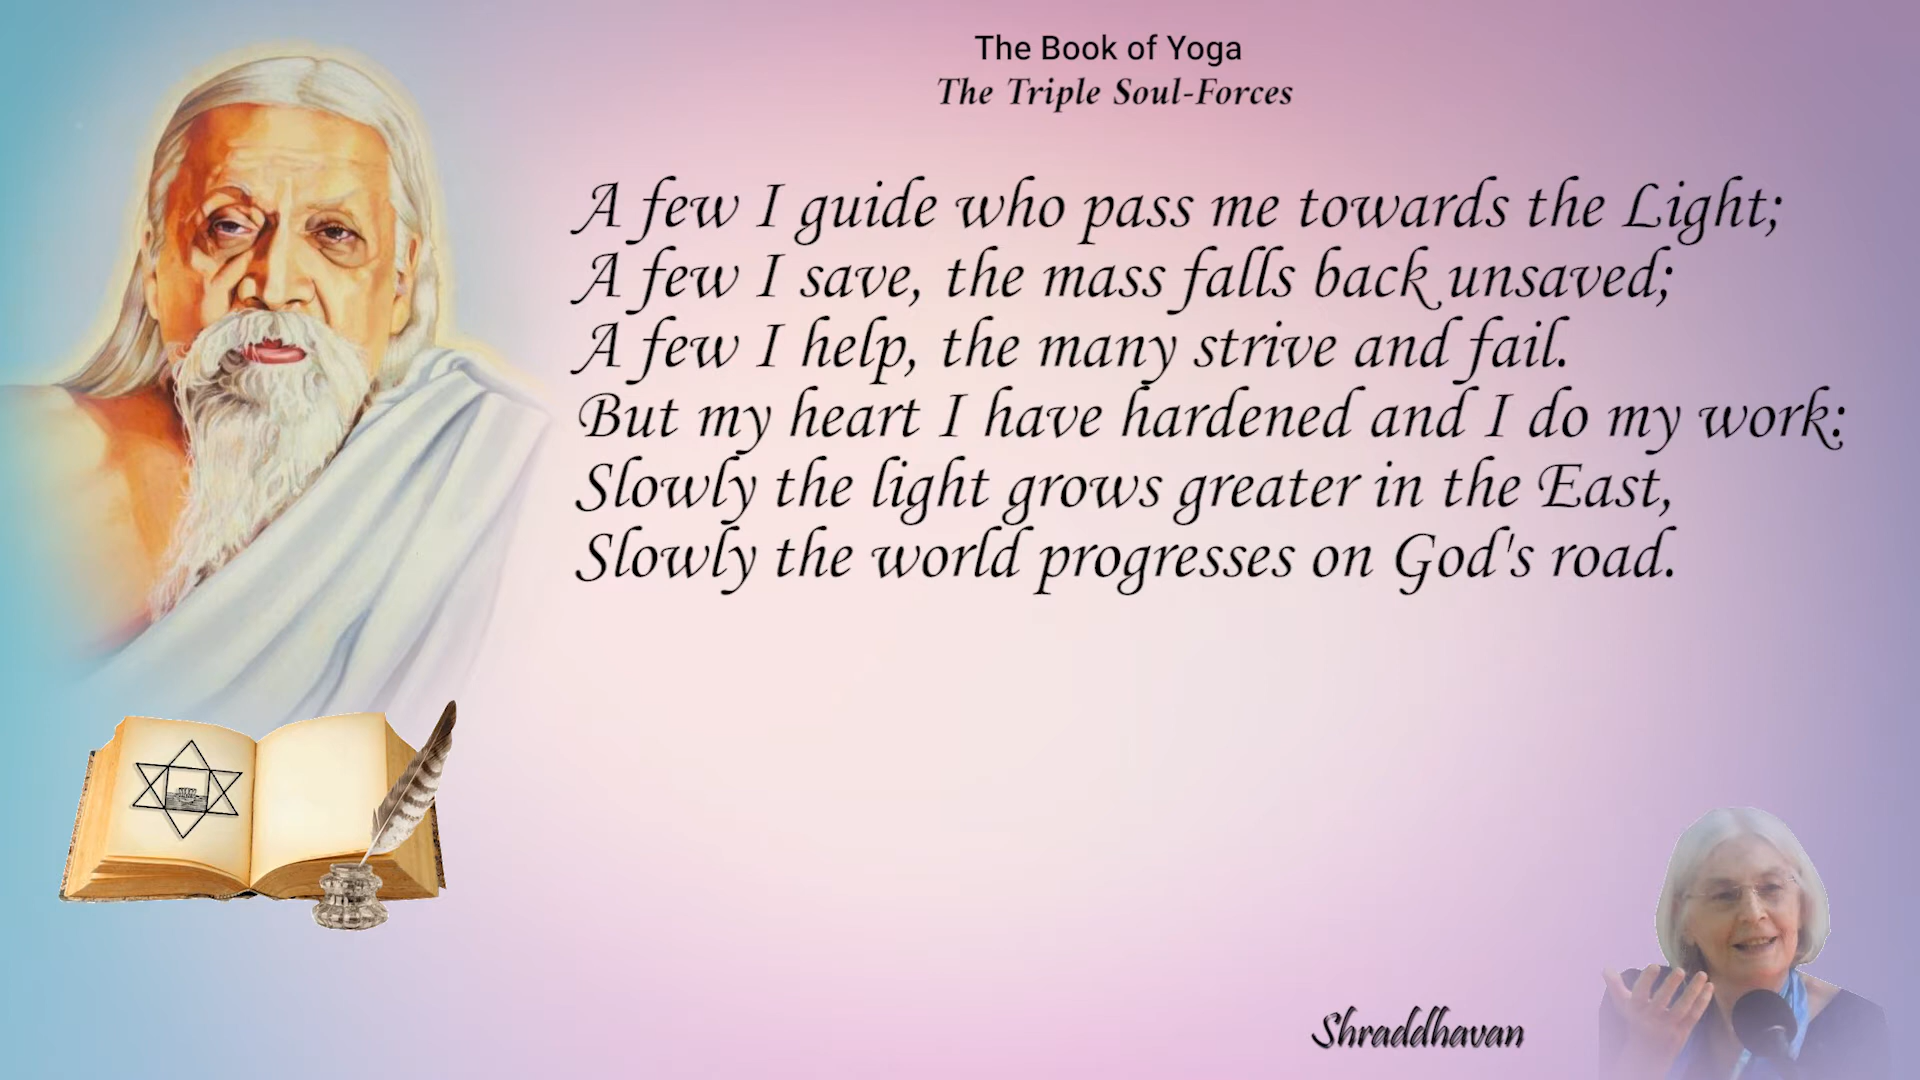 The Book of Yoga
The Triple Soul-Forces
A few I guide who pass me towards the Light;
A few I save, the mass falls back unsaved;
A few I help, the many strive and fail.
But my heart I have hardened and I do my work:
Slowly the light grows greater in the East,
Slowly the world progresses on God's road.
Shraddhavan